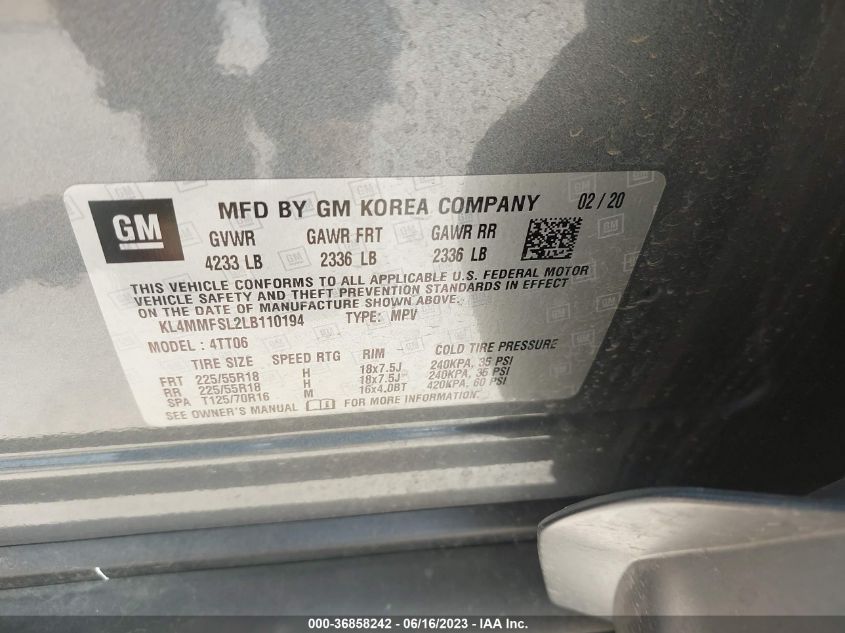 GM
MFD BY GM KOREA COMPANY 02 / 20
GVWR GAWR FRT GAWR RR
4233 LB 2336 LB 2336 LB
THIS VEHICLE CONFORMS TO ALL APPLICABLE U.S. FEDERAL MOTOR
VEHICLE SAFETY AND THEFT PREVENTION STANDARDS IN EFFECT
ON THE DATE OF MANUFACTURE SHOWN ABOVE.
KL4MMFSL2LB110194 TYPE: MPV
MODEL : 4TT06
TIRE SIZE SPEED RTG RIM COLD TIRE PRESSURE
FRT 225/55R18 H 18x7.5J 240KPA, 35 PSI
RR 225/55R18 H 18x7.5J 240KPA, 35 PSI
SPA T125/70R16 M 16x4.0BT 420KPA, 60 PSI
SEE OWNER'S MANUAL FOR MORE INFORMATION.
000-36858242 - 06/16/2023 - IAA Inc.